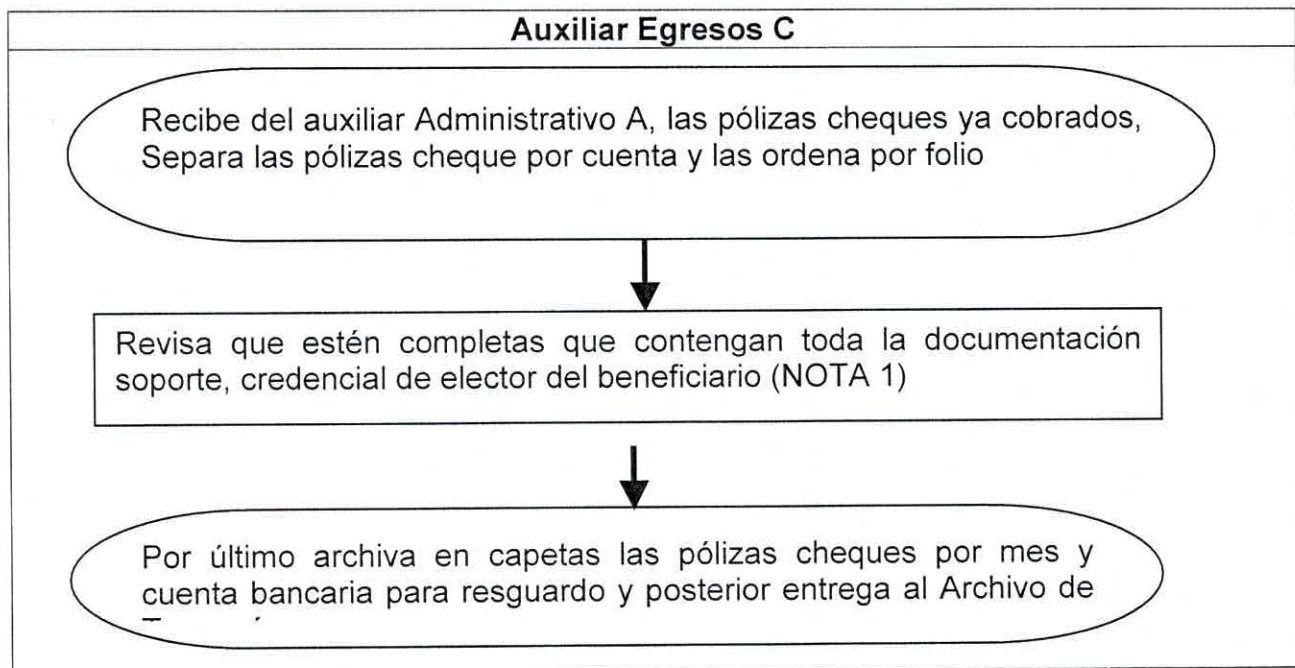 Auxiliar Egresos C
Recibe del auxiliar Administrativo A, las pólizas cheques ya cobrados,
Separa las pólizas cheque por cuenta y las ordena por folio
Revisa que estén completas que contengan toda la documentación
soporte, credencial de elector del beneficiario (NOTA 1)
Por último archiva en capetas las pólizas cheques por mes y
cuenta bancaria para resguardo y posterior entrega al Archivo de